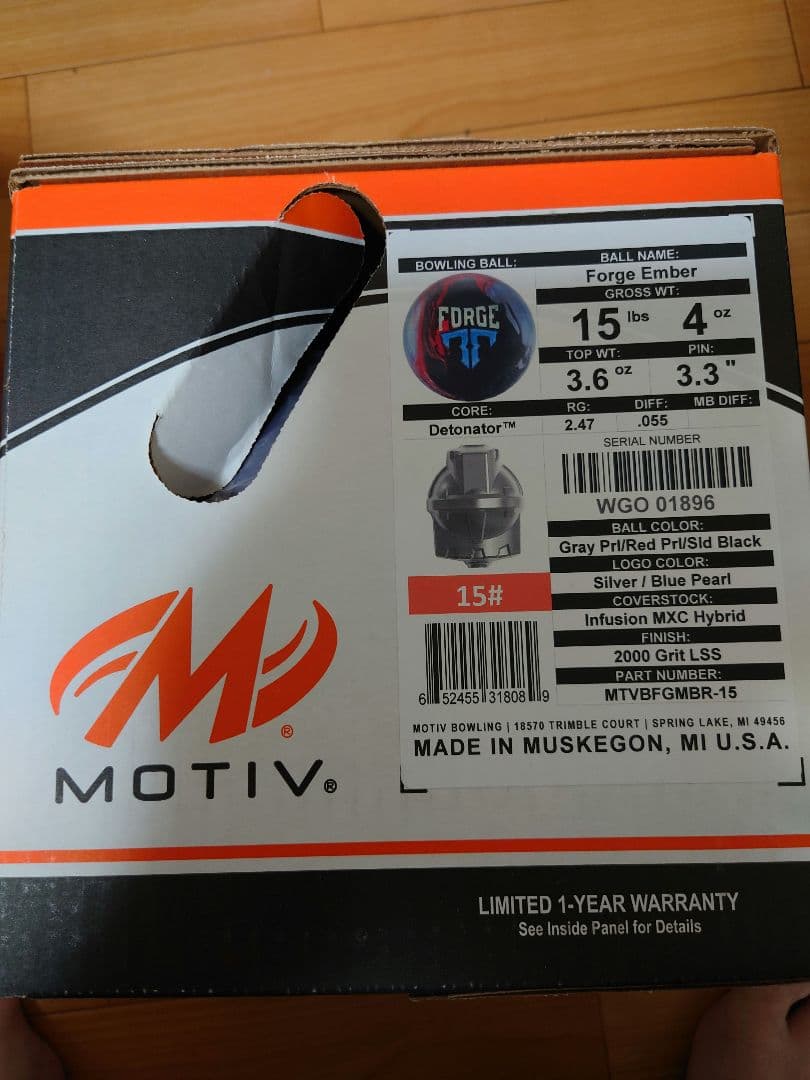 BOWLING BALL:
FORGE
BALL NAME:
Forge Ember
GROSS WT:
15 lbs 4 oz
TOP WT: PIN:
3.6 oz 3.3"
CORE: RG: DIFF: MB DIFF:
Detonator™ 2.47 .055
SERIAL NUMBER
WGO 01896
BALL COLOR:
Gray Prl/Red Prl/Sld Black
LOGO COLOR:
Silver / Blue Pearl
COVERSTOCK:
Infusion MXC Hybrid
FINISH:
2000 Grit LSS
PART NUMBER:
MTVBFGMBR-15
15#
6 52455 31808 9
MOTIV BOWLING | 18570 TRIMBLE COURT | SPRING LAKE, MI 49456
MADE IN MUSKEGON, MI U.S.A.
M®
MOTIV®
LIMITED 1-YEAR WARRANTY
See Inside Panel for Details